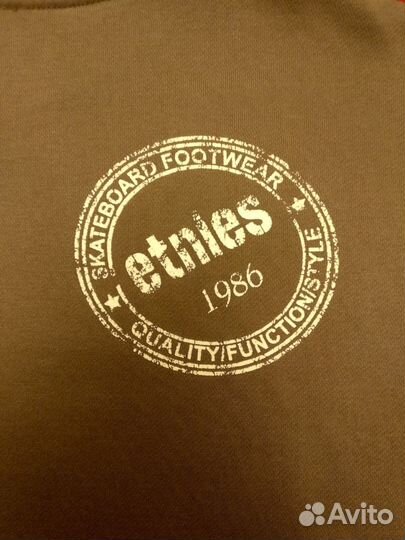 SKATEBOARD FOOTWEAR
etnies
1986
QUALITY/FUNCTION/STYLE
Avito